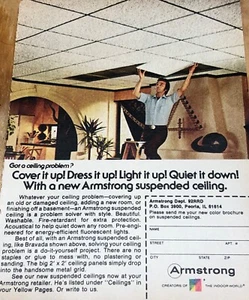 Got a ceiling problem?
Cover it up! Dress it up! Light it up! Quiet it down!
With a new Armstrong suspended ceiling.
Whatever your ceiling problem—covering up
an old or damaged ceiling, adding a new room, or
finishing off a basement—an Armstrong suspended
ceiling is a problem solver with style. Beautiful.
Washable. Fire-retardant for extra protection.
Acoustical to help quiet down any room. Pre-engi-
neered for energy-efficient fluorescent lights.
Best of all, with an Armstrong suspended ceil-
ing, like Bravada shown above, solving your ceiling
problem is a do-it-yourself project. There are no
staples or glue to mess with, no plastering or
sanding. The big 2' x 2' ceiling panels simply drop
into the handsome metal grid.
See our new suspended ceilings now at your
Armstrong retailer. He's listed under "Ceilings" in
your Yellow Pages. Or write to us.
Armstrong Dept. 92RRD
P.O. Box 3900, Peoria, IL 61614
Please send me your new color brochure
on suspended ceilings.
NAME
STREET APT #
CITY STATE ZIP
Armstrong
CREATORS OF THE INDOOR WORLD